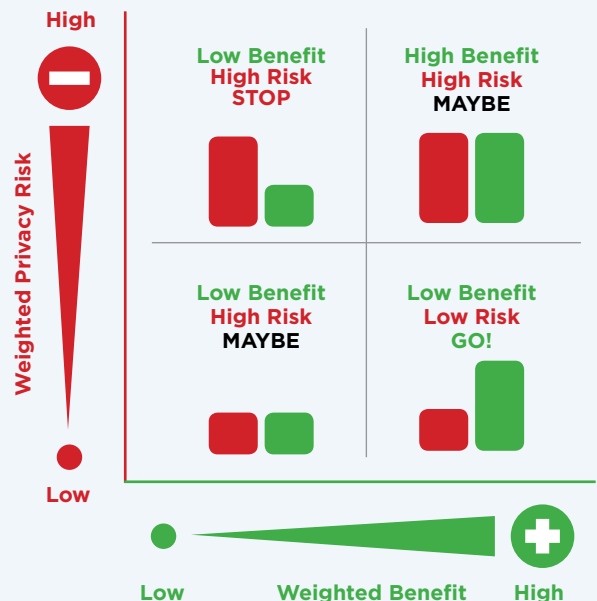 High
Low Benefit
High Risk
STOP
High Benefit
High Risk
MAYBE
Weighted Privacy Risk
Low Benefit
High Risk
MAYBE
Low Benefit
Low Risk
GO!
Low
Low
Weighted Benefit
High